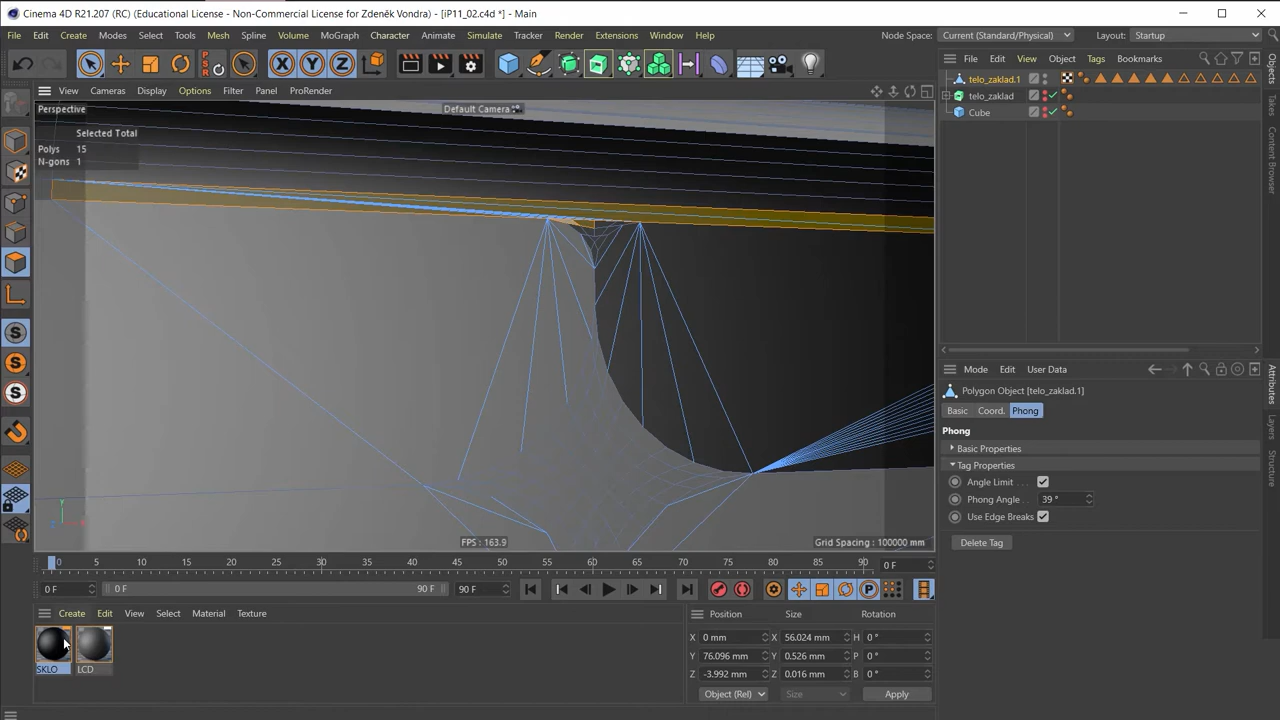 Cinema 4D R21.207 (RC) (Educational License - Non-Commercial License for Zdeněk Vondra) - [iP11_02.c4d *] - Main
File Edit Create Modes Select Tools Mesh Spline Volume MoGraph Character Animate Simulate Tracker Render Extensions Window Help
Node Space: Current (Standard/Physical) Layout: Startup
PSR
0
X Y Z
View Cameras Display Options Filter Panel ProRender
File Edit View Object Tags Bookmarks
Perspective
Default Camera
Selected Total
Polys 15
N-gons 1
telo_zaklad.1
telo_zaklad
Cube
Objects
Content Browser
Mode Edit User Data
Polygon Object [telo_zaklad.1]
Basic Coord. Phong
Phong
Basic Properties
Tag Properties
Angle Limit . . .
Phong Angle . . 39 °
Use Edge Breaks
Delete Tag
Attributes
Layers
Structure
Y
X
Z
FPS : 163.9
Grid Spacing : 100000 mm
0 5 10 15 20 25 30 35 40 45 50 55 60 65 70 75 80 85 90 0 F
0 F 0 F 90 F 90 F
P
Create Edit View Select Material Texture
SKLO LCD
Position Size Rotation
X 0 mm X 56.024 mm H 0 °
Y 76.096 mm Y 0.526 mm P 0 °
Z -3.992 mm Z 0.016 mm B 0 °
Object (Rel) Size Apply